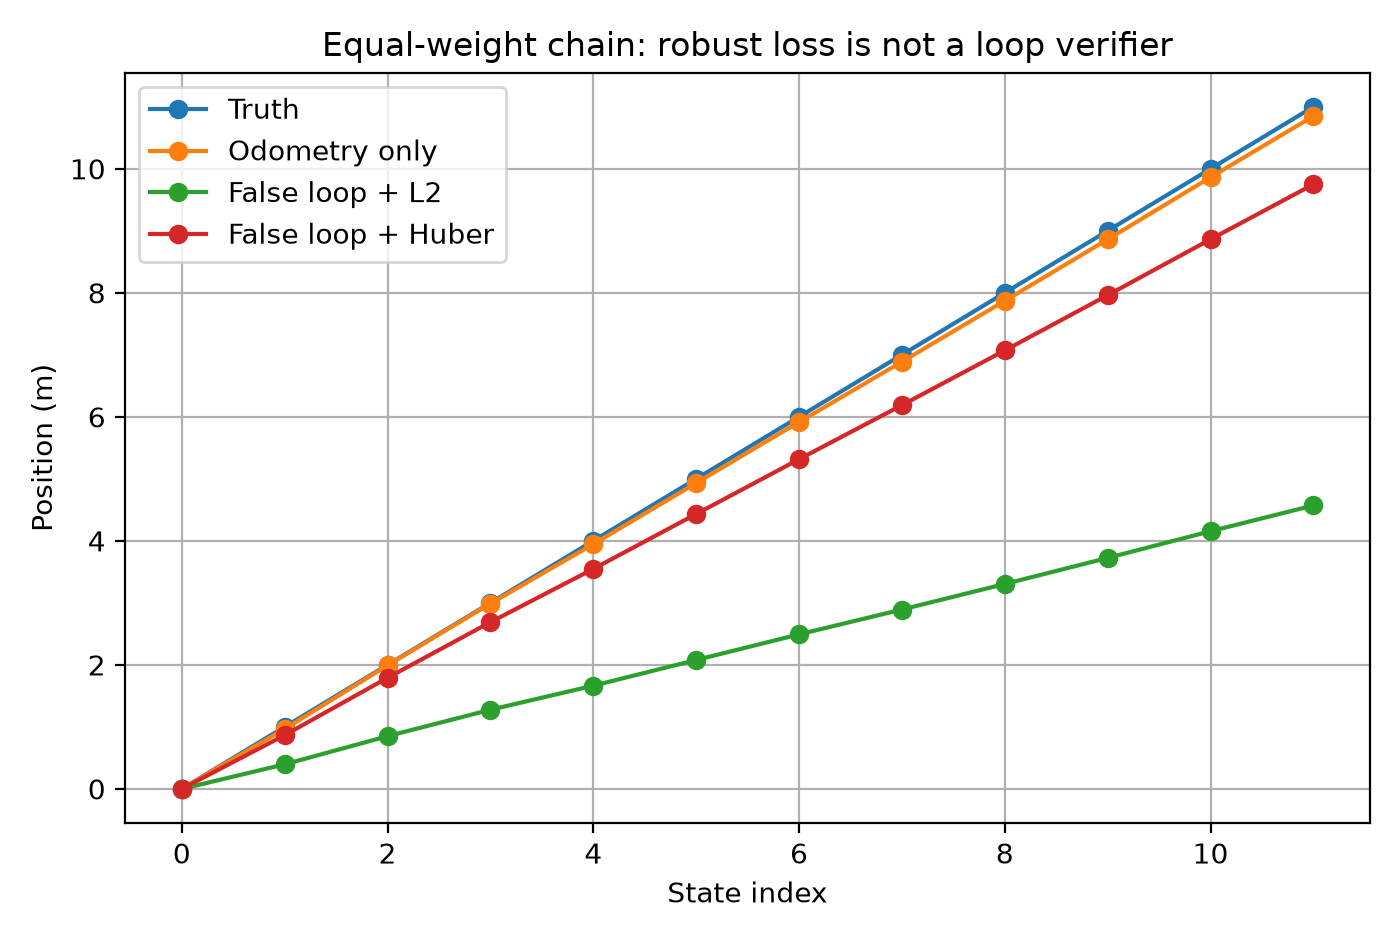 Equal-weight chain: robust loss is not a loop verifier
Truth
Odometry only
False loop + L2
False loop + Huber
Position (m)
10
8
6
4
2
0
0 2 4 6 8 10
State index